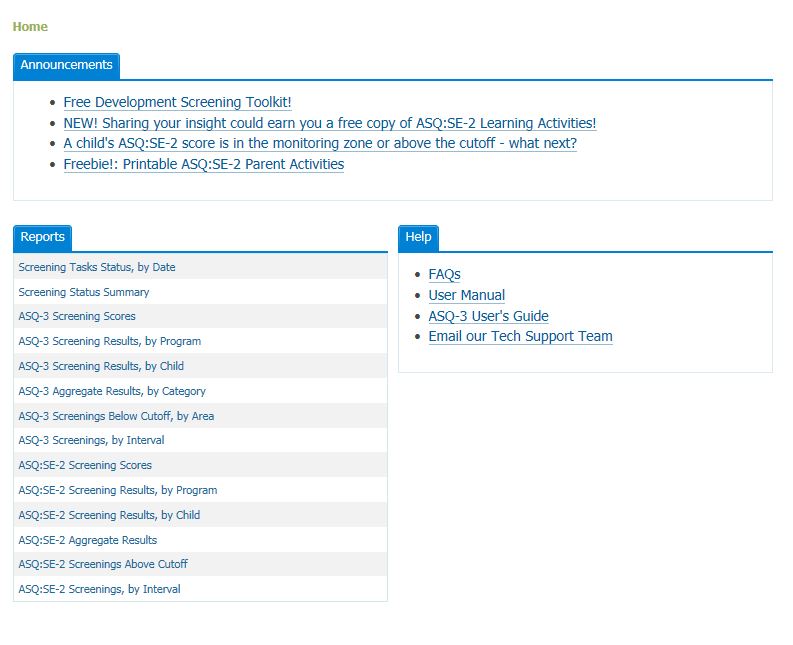 Home
Announcements
Free Development Screening Toolkit!
NEW! Sharing your insight could earn you a free copy of ASQ:SE-2 Learning Activities!
A child's ASQ:SE-2 score is in the monitoring zone or above the cutoff - what next?
Freebie!: Printable ASQ:SE-2 Parent Activities
Reports
Screening Tasks Status, by Date
Screening Status Summary
ASQ-3 Screening Scores
ASQ-3 Screening Results, by Program
ASQ-3 Screening Results, by Child
ASQ-3 Aggregate Results, by Category
ASQ-3 Screenings Below Cutoff, by Area
ASQ-3 Screenings, by Interval
ASQ:SE-2 Screening Scores
ASQ:SE-2 Screening Results, by Program
ASQ:SE-2 Screening Results, by Child
ASQ:SE-2 Aggregate Results
ASQ:SE-2 Screenings Above Cutoff
ASQ:SE-2 Screenings, by Interval
Help
FAQs
User Manual
ASQ-3 User's Guide
Email our Tech Support Team